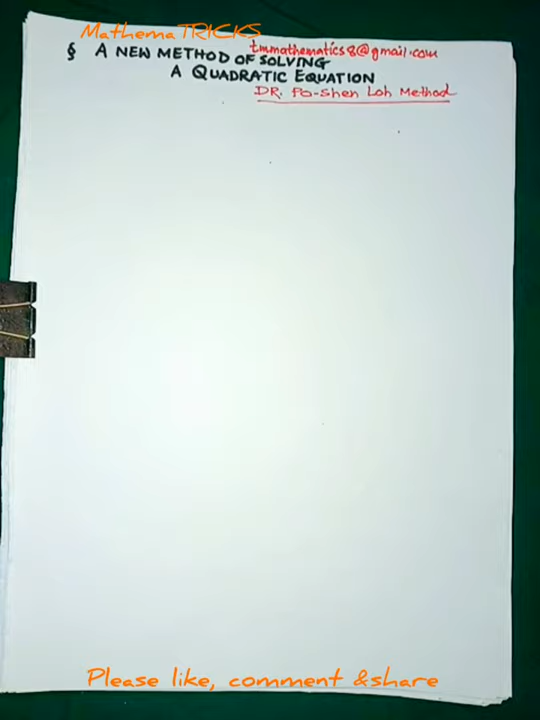 MathemaTRICKS
tmmathematics8@gmail.com
§ A NEW METHOD OF SOLVING
A QUADRATIC EQUATION
DR. Po-Shen Loh Method
Please like, comment &share